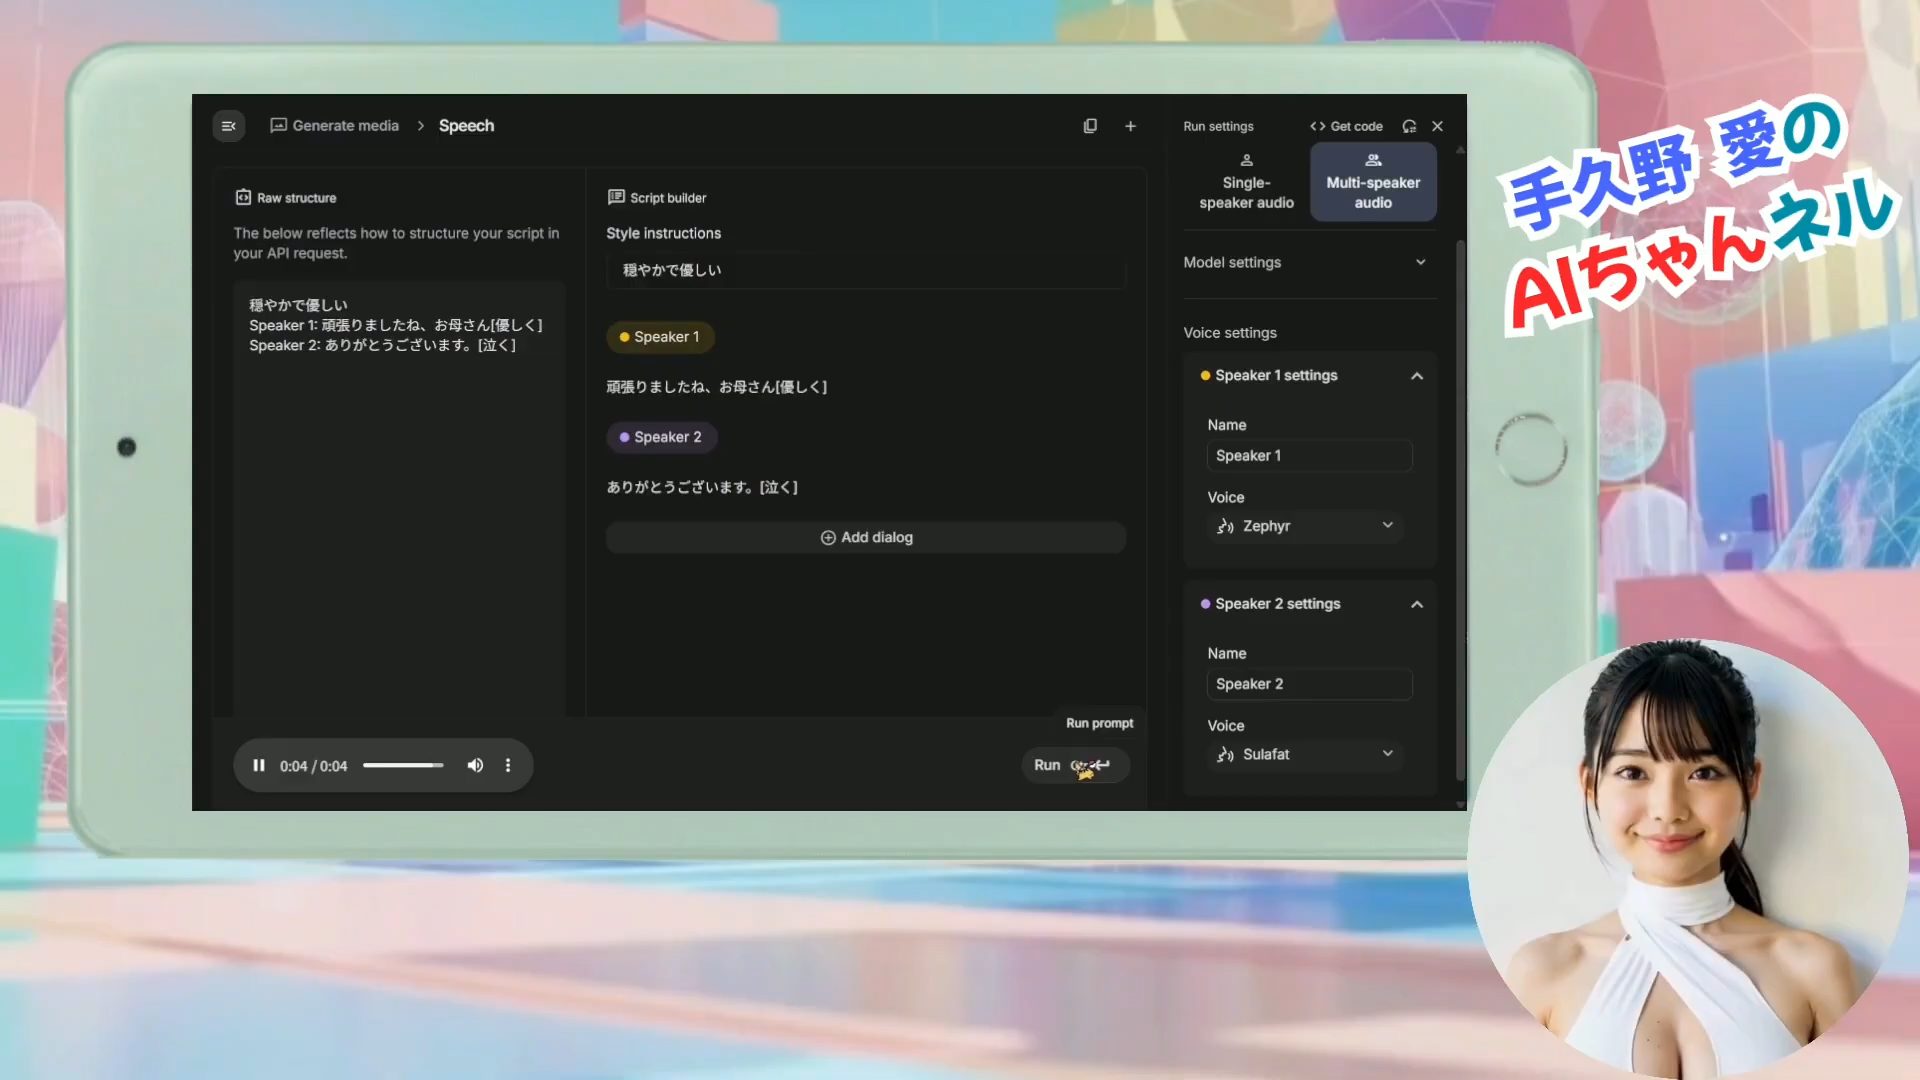 Generate media > Speech
Raw structure
The below reflects how to structure your script in
your API request.
穏やかで優しい
Speaker 1: 頑張りましたね、お母さん[優しく]
Speaker 2: ありがとうございます。[泣く]
Script builder
Style instructions
穏やかで優しい
Speaker 1
頑張りましたね、お母さん[優しく]
Speaker 2
ありがとうございます。[泣く]
Add dialog
Run prompt
Run
0:04 / 0:04
Run settings
Get code
Single-
speaker audio
Multi-speaker
audio
Model settings
Voice settings
Speaker 1 settings
Name
Speaker 1
Voice
Zephyr
Speaker 2 settings
Name
Speaker 2
Voice
Sulafat
手久野 愛の
AIちゃんネル